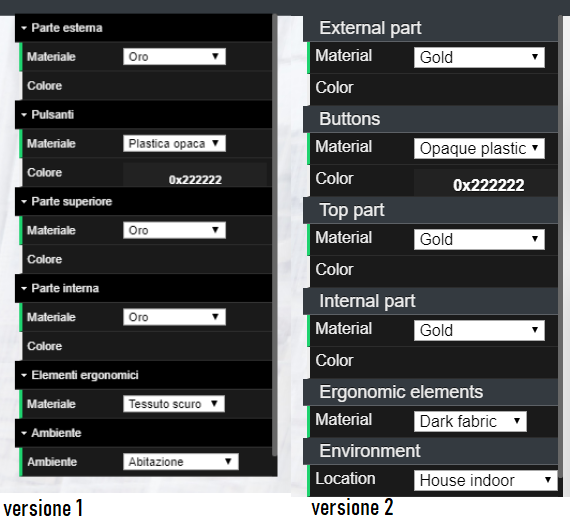 Parte esterna
Materiale Oro
Colore
Pulsanti
Materiale Plastica opaca
Colore 0x222222
Parte superiore
Materiale Oro
Colore
Parte interna
Materiale Oro
Colore
Elementi ergonomici
Materiale Tessuto scuro
Ambiente
Ambiente Abitazione
versione 1
External part
Material Gold
Color
Buttons
Material Opaque plastic
Color 0x222222
Top part
Material Gold
Color
Internal part
Material Gold
Color
Ergonomic elements
Material Dark fabric
Environment
Location House indoor
versione 2